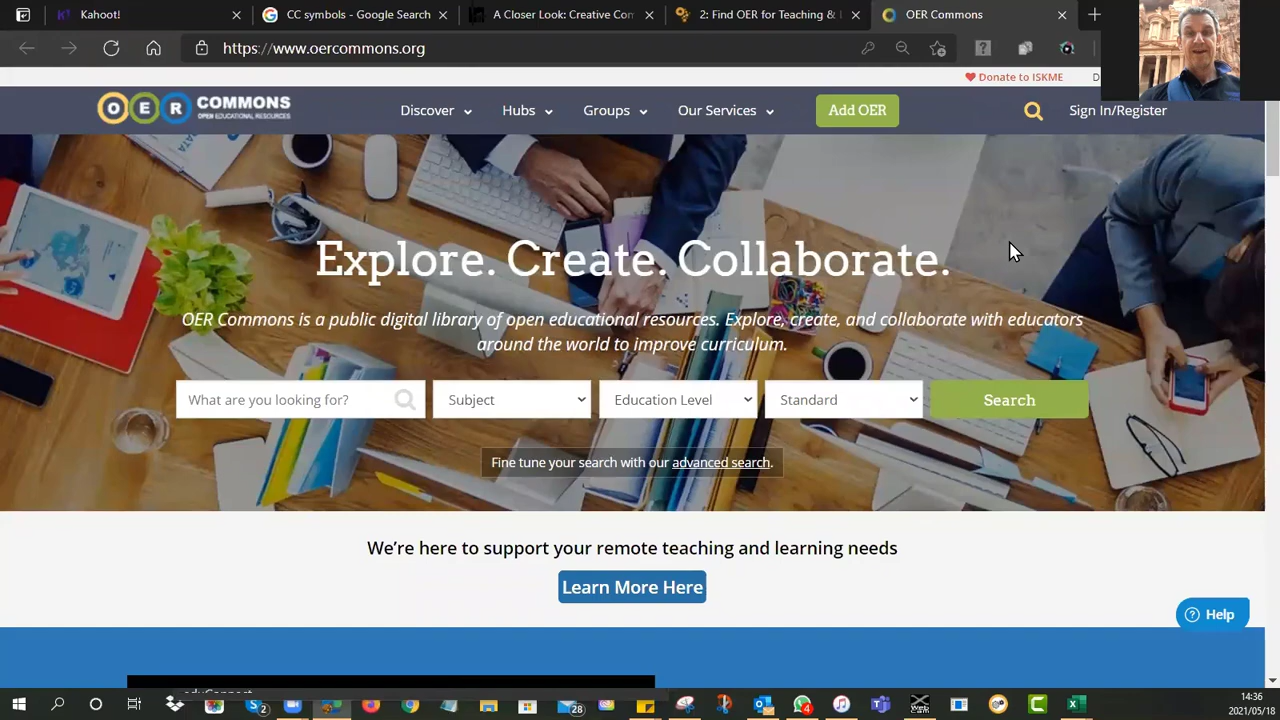 Kahoot!
CC symbols - Google Search
A Closer Look: Creative Com
2: Find OER for Teaching & L
OER Commons
https://www.oercommons.org
Donate to ISKME
D
OER COMMONS
OPEN EDUCATIONAL RESOURCES
Discover
Hubs
Groups
Our Services
Add OER
Sign In/Register
Explore. Create. Collaborate.
OER Commons is a public digital library of open educational resources. Explore, create, and collaborate with educators
around the world to improve curriculum.
What are you looking for?
Subject
Education Level
Standard
Search
Fine tune your search with our advanced search.
We're here to support your remote teaching and learning needs
Learn More Here
Help
2
28
4
14:36
2021/05/18